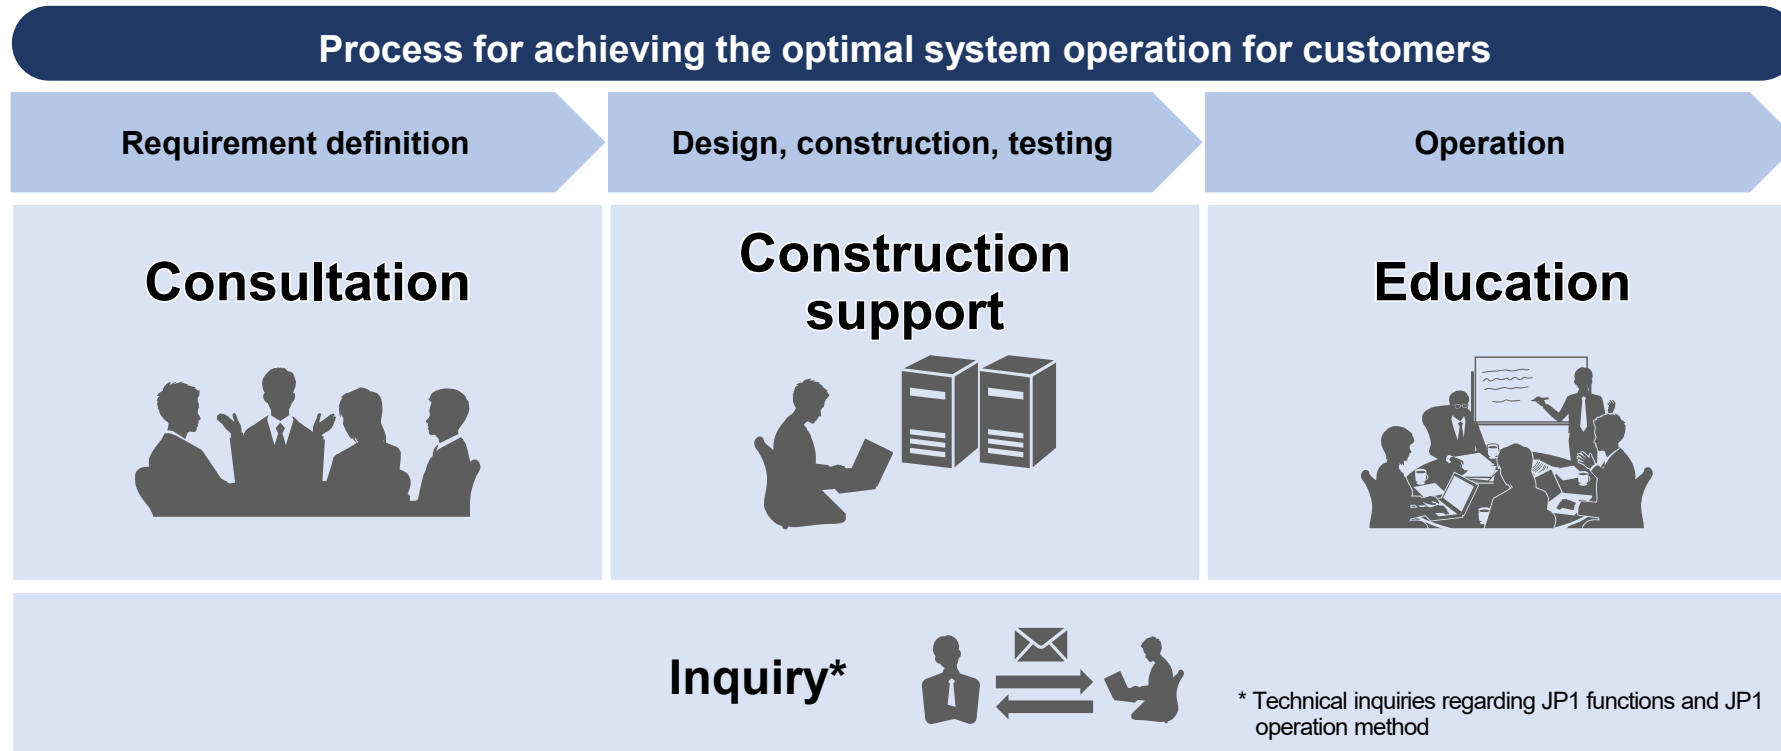 Process for achieving the optimal system operation for customers
Requirement definition
Design, construction, testing
Operation
Consultation
Construction
support
Education
Inquiry*
* Technical inquiries regarding JP1 functions and JP1
operation method